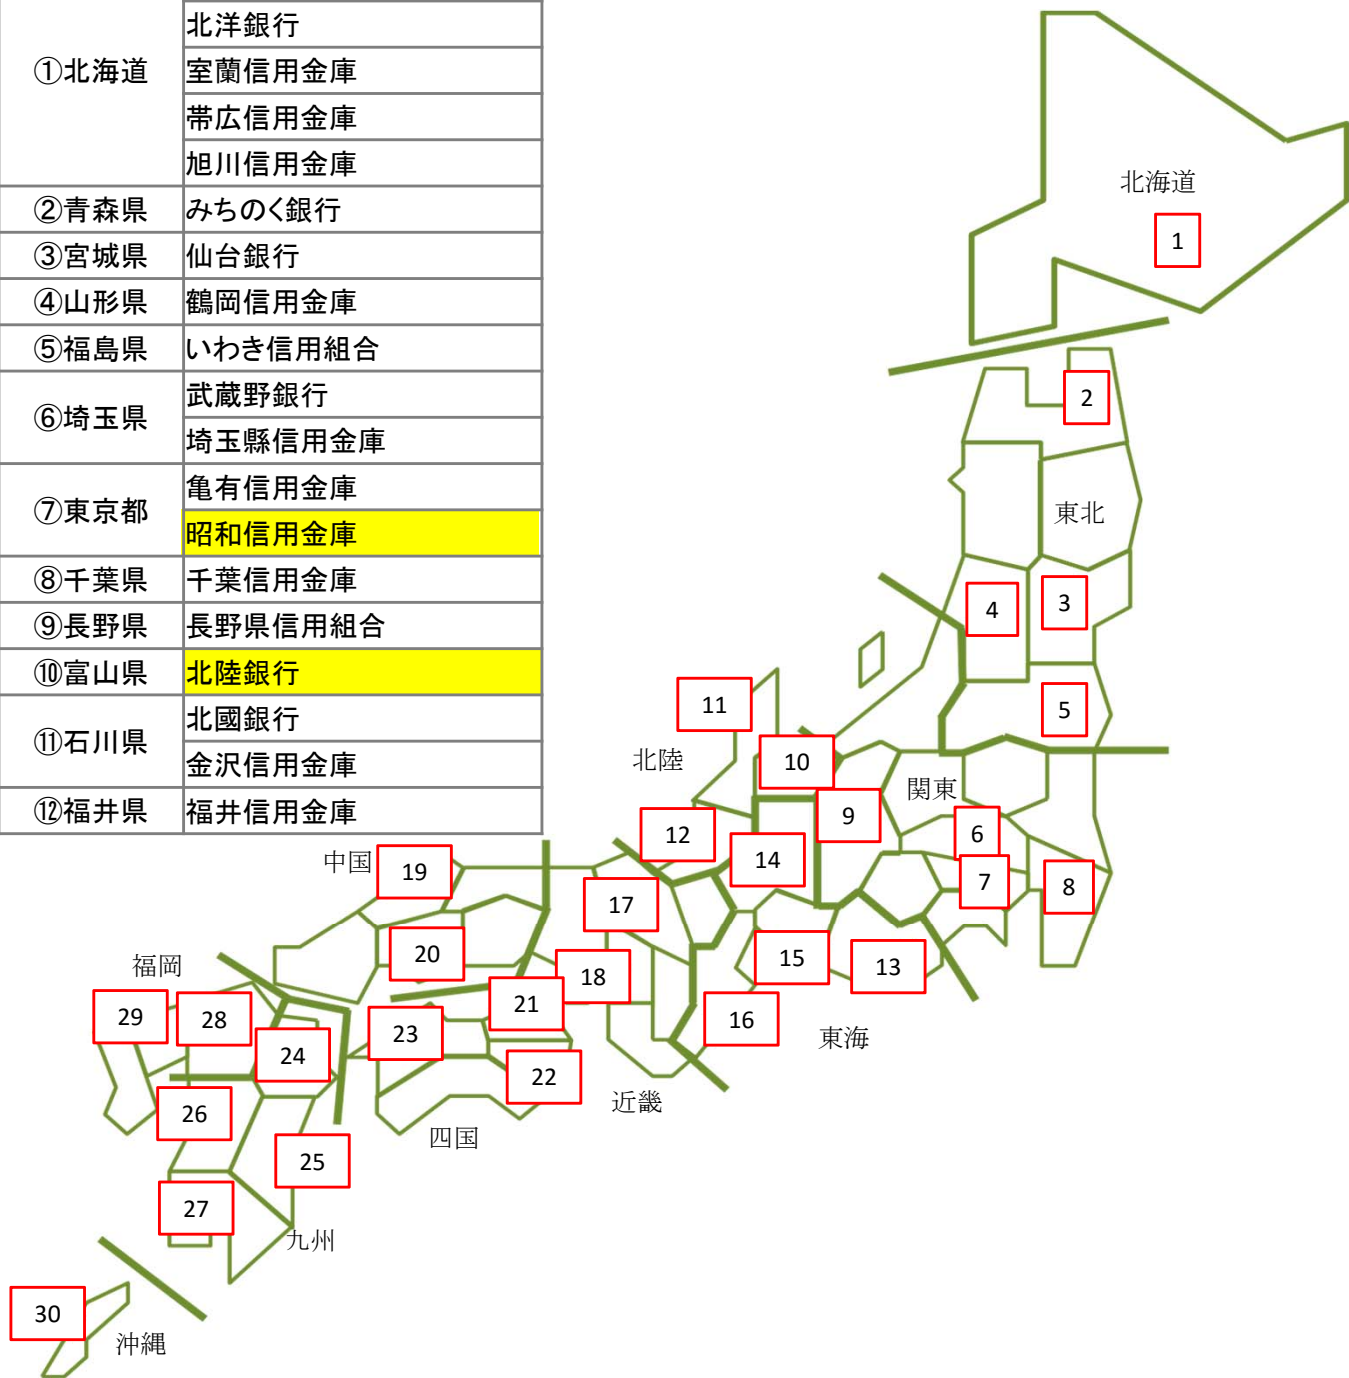 ①北海道
北洋銀行
室蘭信用金庫
帯広信用金庫
旭川信用金庫
②青森県 みちのく銀行
③宮城県 仙台銀行
④山形県 鶴岡信用金庫
⑤福島県 いわき信用組合
⑥埼玉県
武蔵野銀行
埼玉縣信用金庫
⑦東京都
亀有信用金庫
昭和信用金庫
⑧千葉県 千葉信用金庫
⑨長野県 長野県信用組合
⑩富山県 北陸銀行
⑪石川県
北國銀行
金沢信用金庫
⑫福井県 福井信用金庫
北海道
1
2
東北
4
3
5
11
北陸
10
関東
9
6
12
14
7
8
中国
19
17
20
15
13
18
福岡
21
16
29
28
23
24
東海
22
近畿
26
四国
25
27
九州
30
沖縄